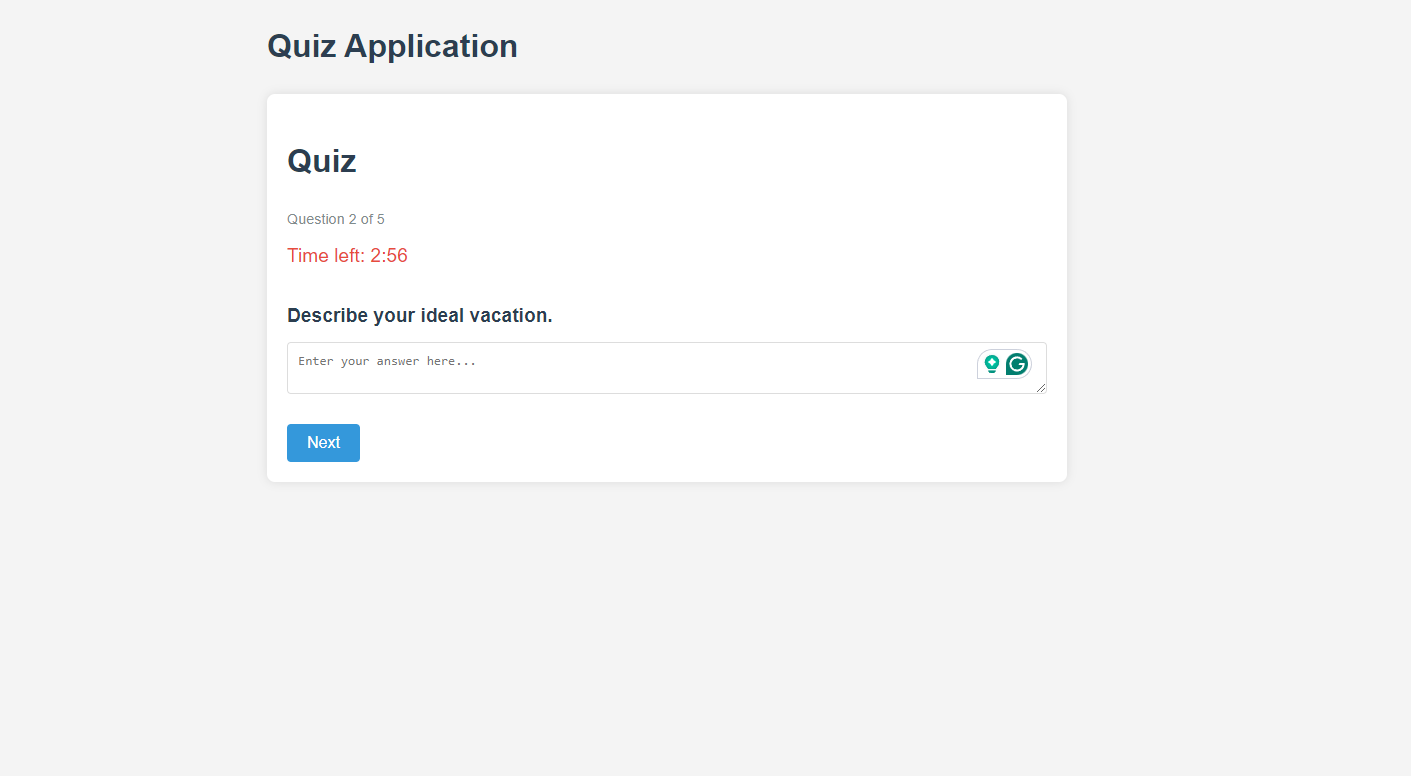 Quiz Application
Quiz
Question 2 of 5
Time left: 2:56
Describe your ideal vacation.
Enter your answer here...
Next